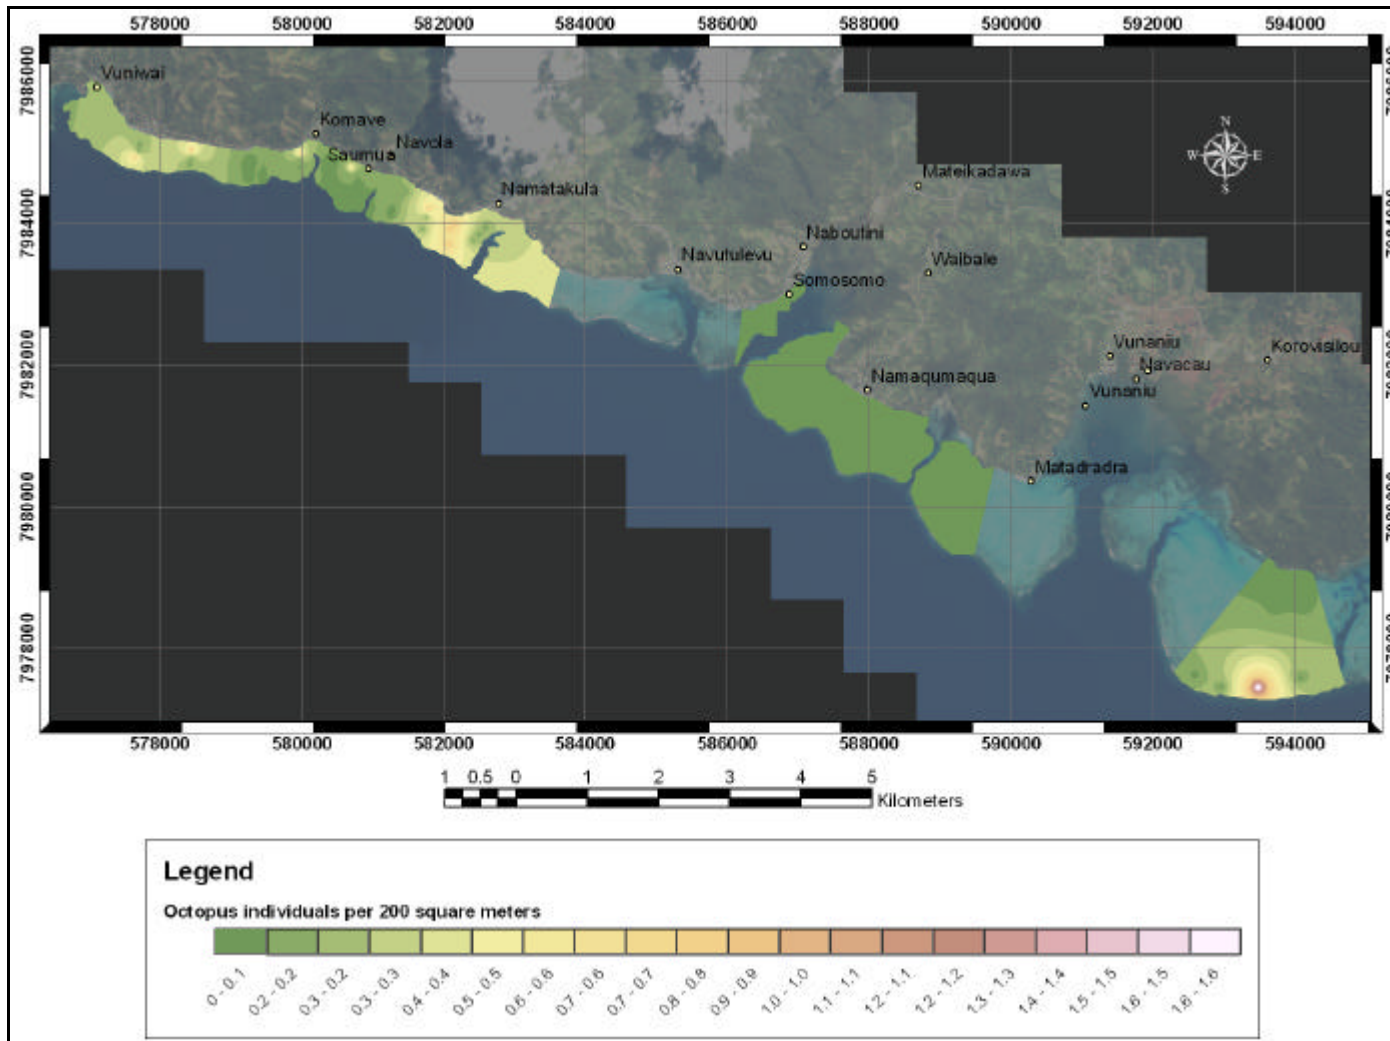 578000 580000 582000 584000 586000 588000 590000 592000 594000
7986000
7984000
7982000
7980000
7978000
Vuniwai
Komave
Navola
Saumua
Namatakula
Mateikadawa
Naboutini
Navutulevu
Waibale
Somosomo
Vunaniu
Korovisilou
Navacau
Namaqumaqua
Vunaniu
Matadradra
N
W E
S
578000 580000 582000 584000 586000 588000 590000 592000 594000
1 0.5 0 1 2 3 4 5
Kilometers
Legend
Octopus individuals per 200 square meters
0 - 0.1
0.2 - 0.2
0.3 - 0.2
0.3 - 0.3
0.4 - 0.4
0.5 - 0.5
0.6 - 0.6
0.7 - 0.6
0.7 - 0.7
0.8 - 0.8
0.9 - 0.9
1.0 - 1.0
1.1 - 1.1
1.2 - 1.1
1.2 - 1.2
1.3 - 1.3
1.4 - 1.4
1.5 - 1.5
1.6 - 1.5
1.6 - 1.6